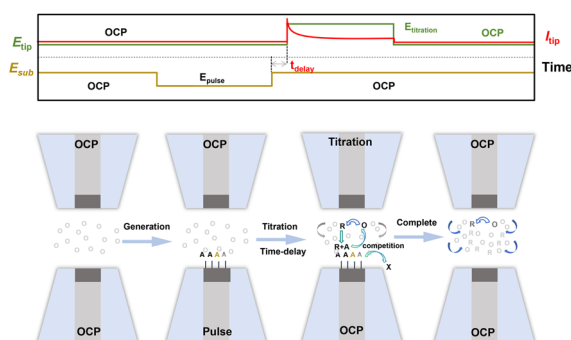 OCP
E_titration
OCP
E_tip
I_tip
Time
E_sub
t_delay
OCP
E_pulse
OCP
OCP
OCP
Titration
OCP
Generation
Titration
Time-delay
Complete
R O
R+A
competition
R O
R
R R
R R
A A A A
A A A A
X
OCP
Pulse
OCP
OCP